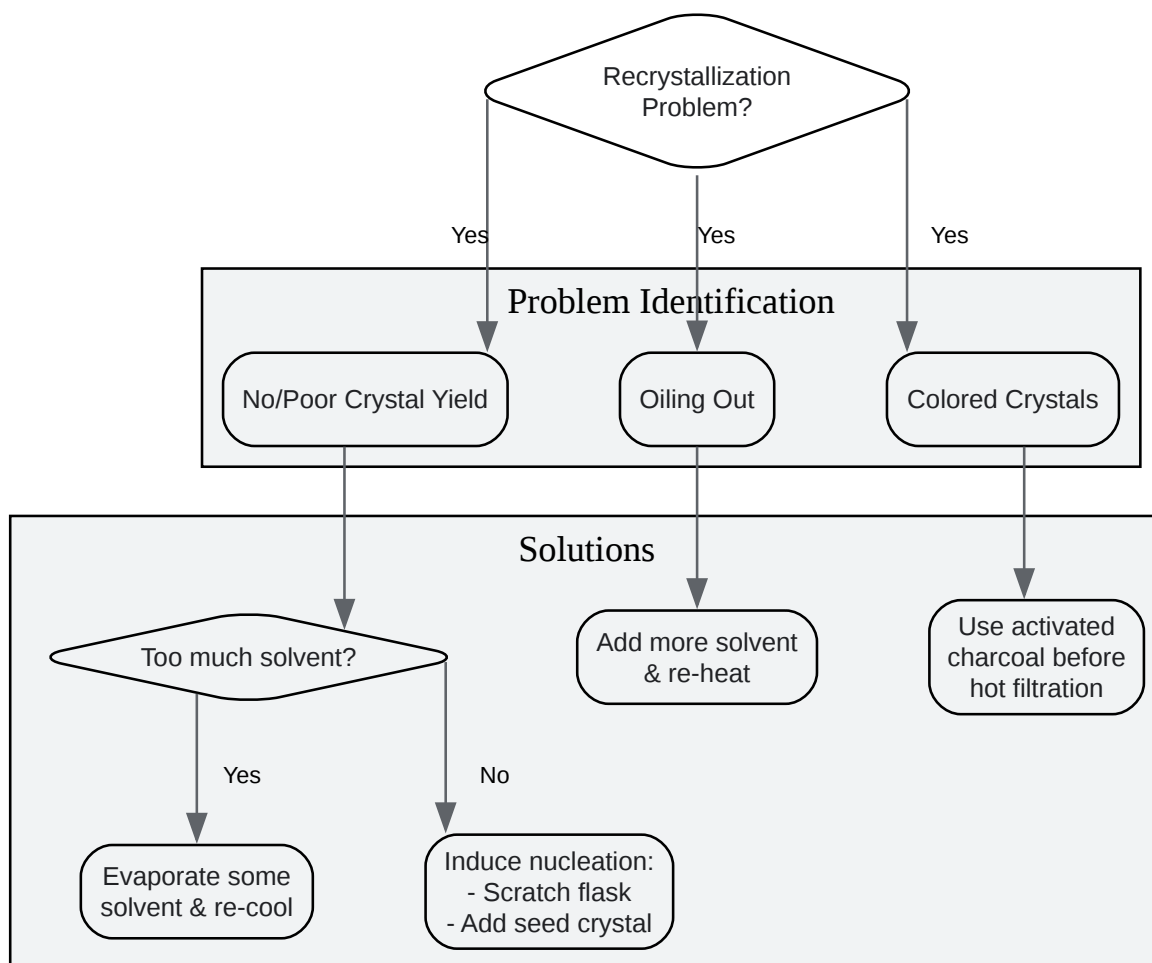 Recrystallization
Problem?
Yes
Yes
Yes
Problem Identification
No/Poor Crystal Yield
Oiling Out
Colored Crystals
Solutions
Too much solvent?
Add more solvent
& re-heat
Use activated
charcoal before
hot filtration
Yes
No
Evaporate some
solvent & re-cool
Induce nucleation:
- Scratch flask
- Add seed crystal